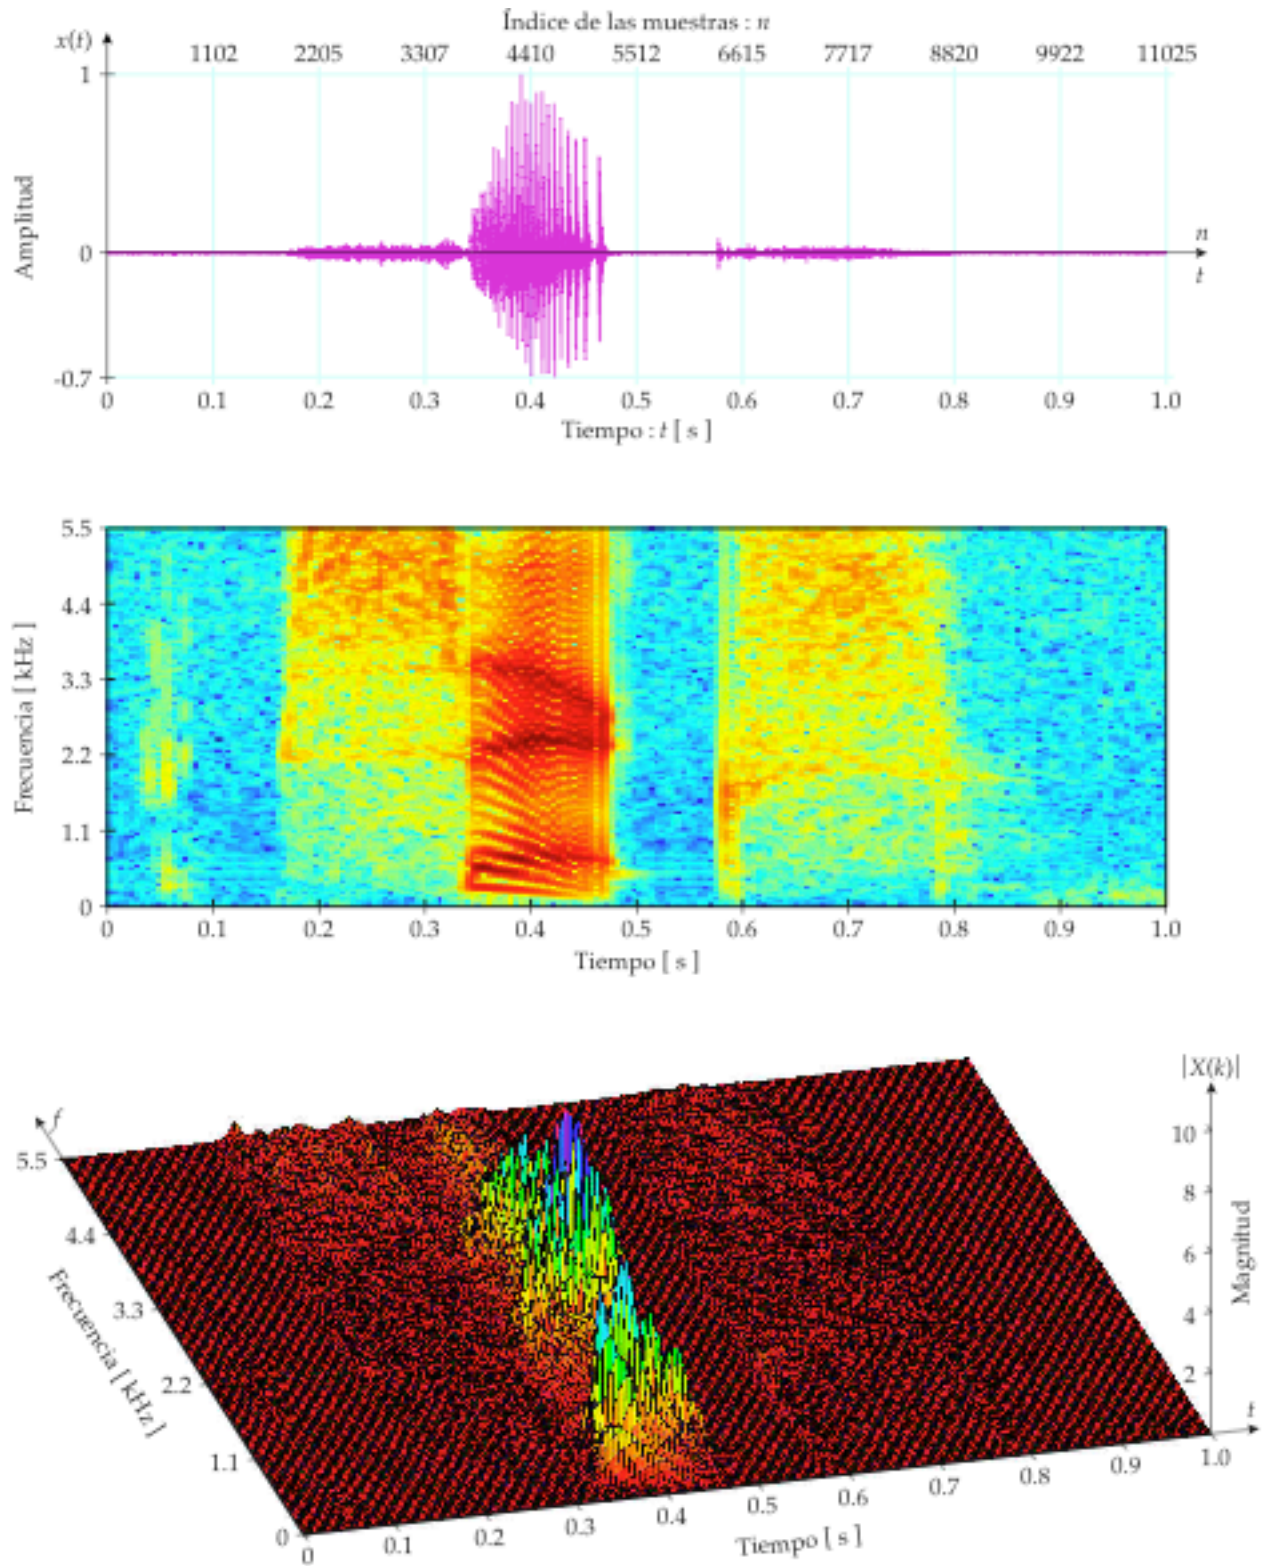 Índice de las muestras : n
x(t)
1102 2205 3307 4410 5512 6615 7717 8820 9922 11025
1
Amplitud
0
n
t
-0.7
0 0.1 0.2 0.3 0.4 0.5 0.6 0.7 0.8 0.9 1.0
Tiempo : t [ s ]
5.5
4.4
3.3
2.2
1.1
0
Frecuencia [ kHz ]
0 0.1 0.2 0.3 0.4 0.5 0.6 0.7 0.8 0.9 1.0
Tiempo [ s ]
|X(k)|
f
10
8
6
4
2
Magnitud
t
5.5
4.4
3.3
2.2
1.1
0
Frecuencia [ kHz ]
0 0.1 0.2 0.3 0.4 0.5 0.6 0.7 0.8 0.9 1.0
Tiempo [ s ]